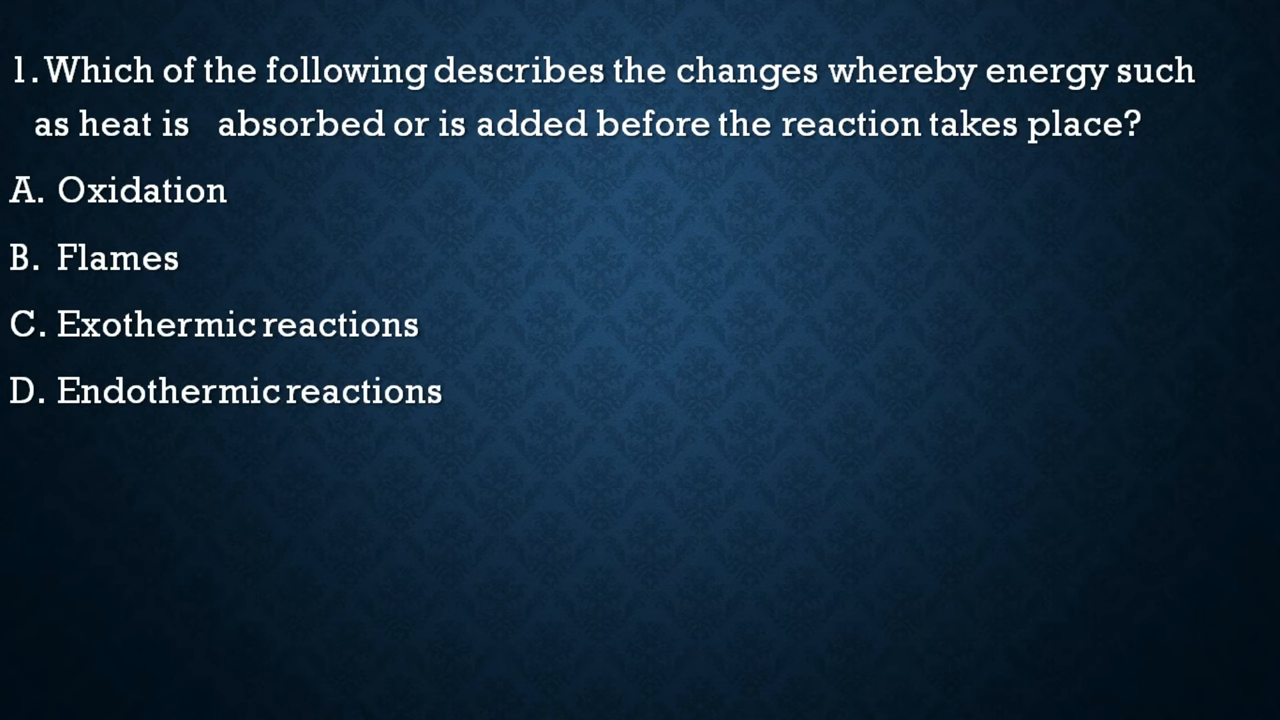 1. Which of the following describes the changes whereby energy such
as heat is absorbed or is added before the reaction takes place?
A. Oxidation
B. Flames
C. Exothermic reactions
D. Endothermic reactions